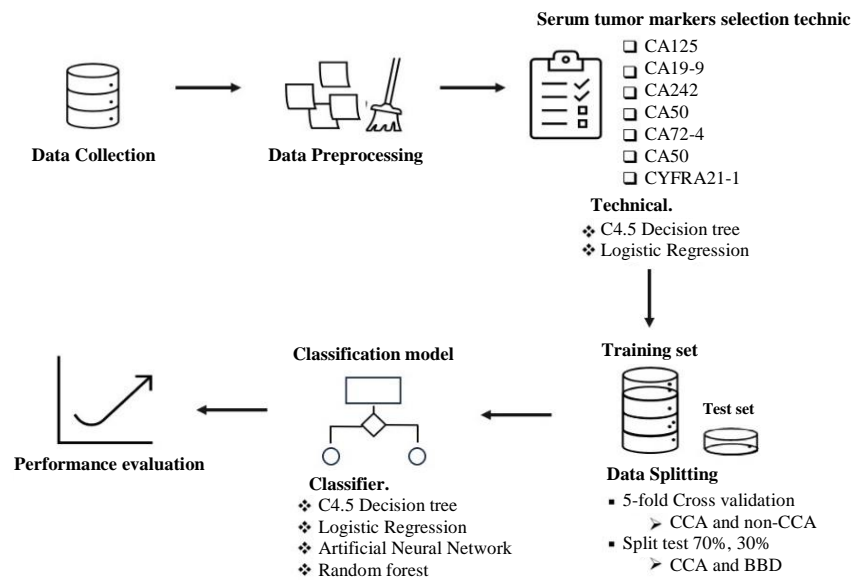 Serum tumor markers selection technic
CA125
CA19-9
CA242
CA50
CA72-4
CA50
CYFRA21-1
Data Collection
Data Preprocessing
Technical.
C4.5 Decision tree
Logistic Regression
Training set
Test set
Data Splitting
5-fold Cross validation
CCA and non-CCA
Split test 70%, 30%
CCA and BBD
Classification model
Classifier.
C4.5 Decision tree
Logistic Regression
Artificial Neural Network
Random forest
Performance evaluation